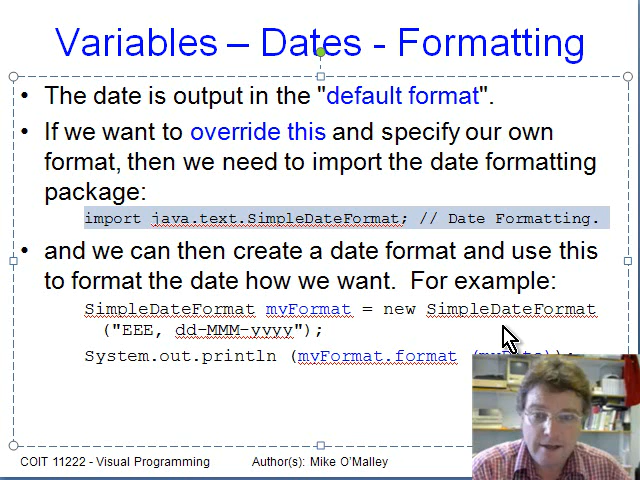 Variables – Dates - Formatting
• The date is output in the "default format".
• If we want to override this and specify our own
format, then we need to import the date formatting
package:
import java.text.SimpleDateFormat; // Date Formatting.
• and we can then create a date format and use this
to format the date how we want.  For example:
SimpleDateFormat myFormat = new SimpleDateFormat
("EEE, dd-MMM-yyyy");
System.out.println (myFormat.format
COIT 11222 - Visual Programming
Author(s): Mike O'Malley